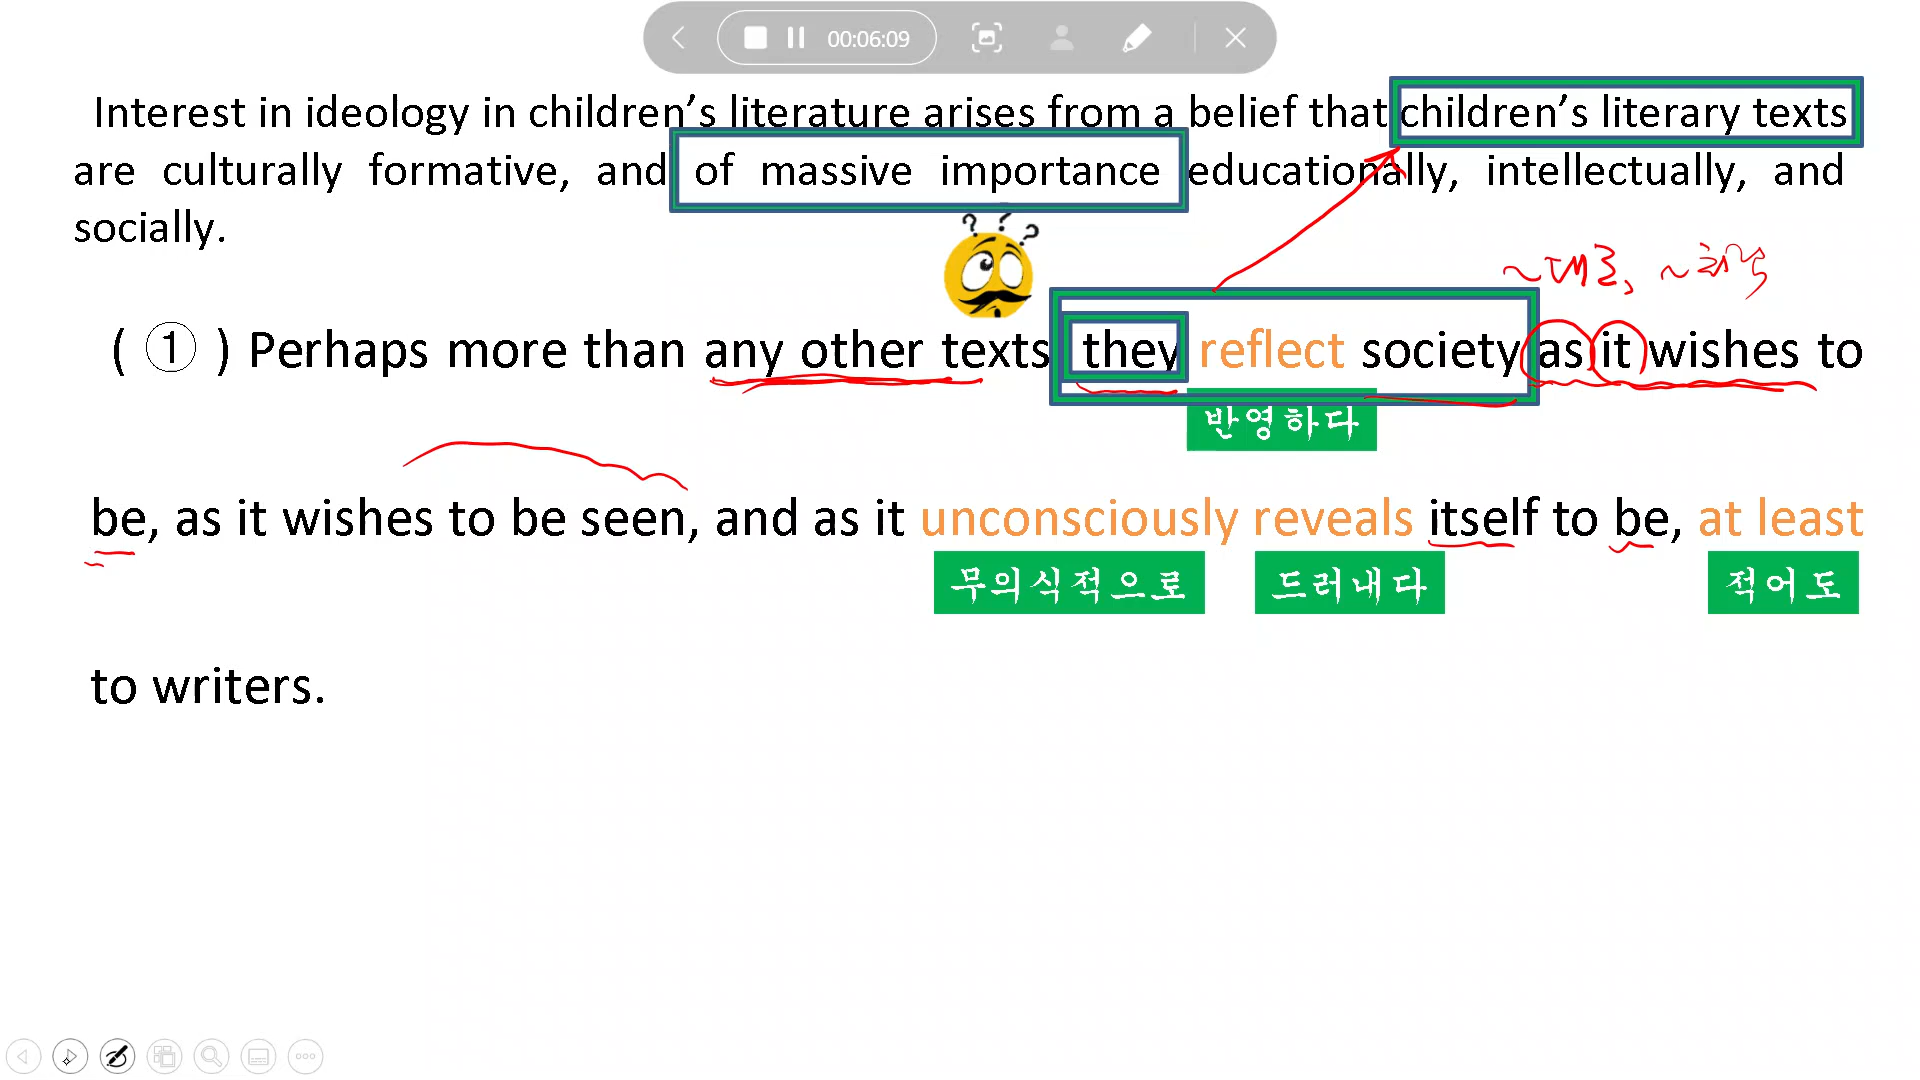 00:06:09
Interest in ideology in children’s literature arises from a belief that children’s literary texts
are culturally formative, and of massive importance educationally, intellectually, and
socially.
~대로,
( ① ) Perhaps more than any other texts they reflect society as it wishes to
반영하다
be, as it wishes to be seen, and as it unconsciously reveals itself to be, at least
무의식적으로 드러내다 적어도
to writers.